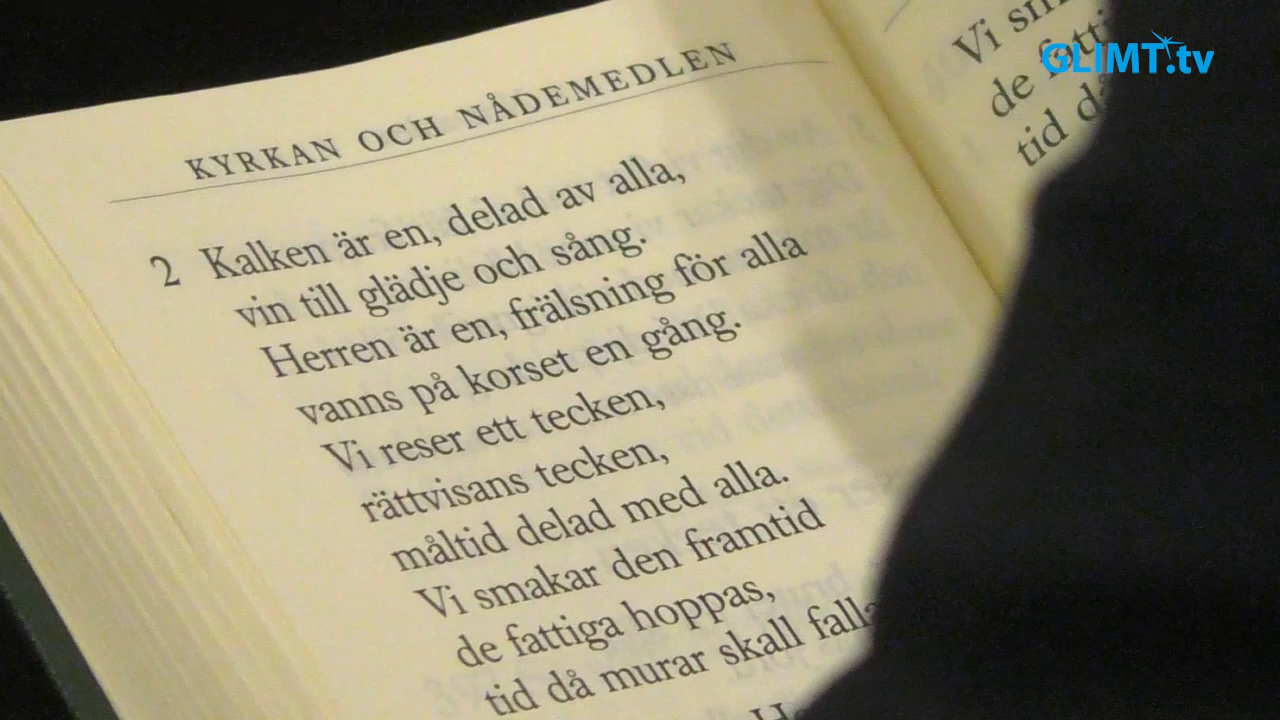 KYRKAN OCH NÅDEMEDLEN
2 Kalken är en, delad av alla,
vin till glädje och sång.
Herren är en, frälsning för alla
vanns på korset en gång.
Vi reser ett tecken,
rättvisans tecken,
måltid delad med alla.
Vi smakar den framtid
de fattiga hoppas,
tid då murar skall falla
Vi
de
tid
GLIMT.tv